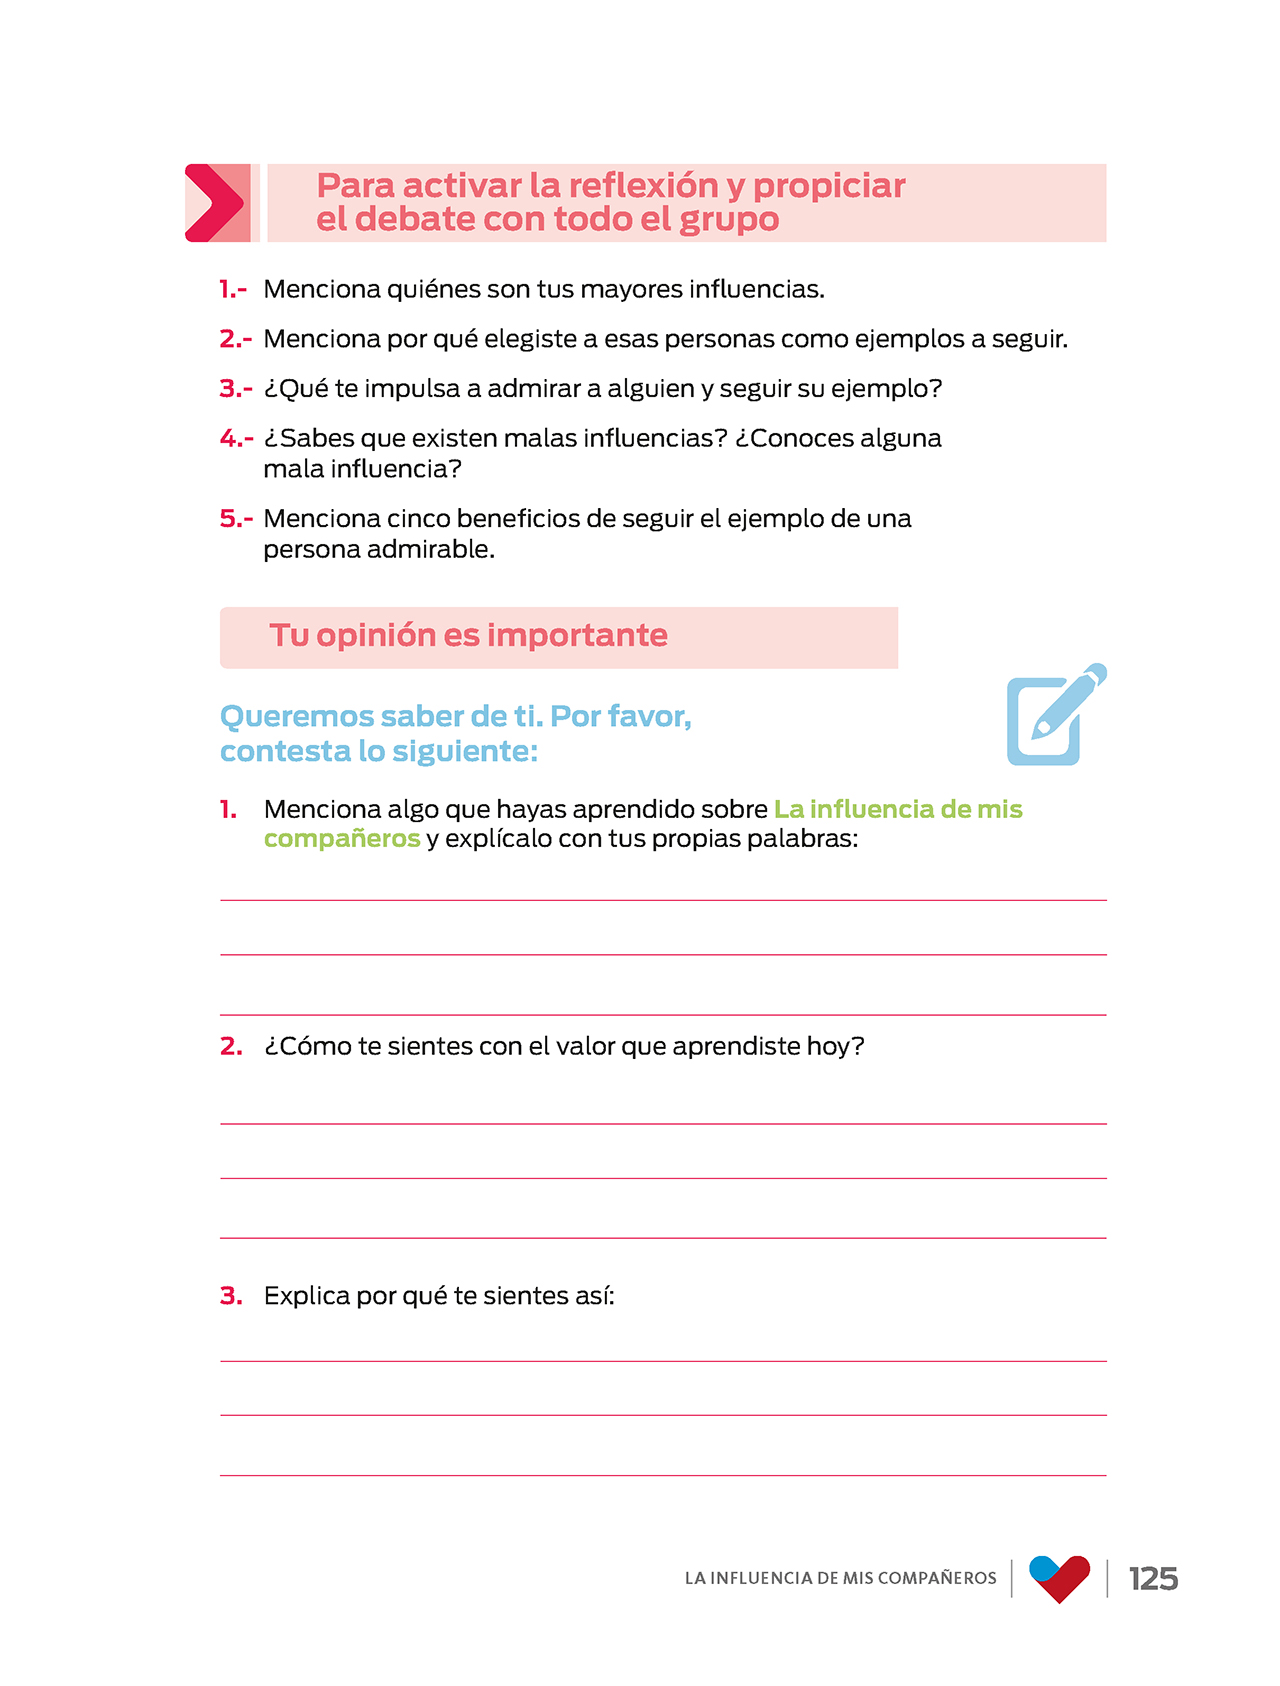 Para activar la reflexión y propiciar
el debate con todo el grupo
1.- Menciona quiénes son tus mayores influencias.
2.- Menciona por qué elegiste a esas personas como ejemplos a seguir.
3.- ¿Qué te impulsa a admirar a alguien y seguir su ejemplo?
4.- ¿Sabes que existen malas influencias? ¿Conoces alguna
mala influencia?
5.- Menciona cinco beneficios de seguir el ejemplo de una
persona admirable.
Tu opinión es importante
Queremos saber de ti. Por favor,
contesta lo siguiente:
1. Menciona algo que hayas aprendido sobre La influencia de mis
compañeros y explícalo con tus propias palabras:
2. ¿Cómo te sientes con el valor que aprendiste hoy?
3. Explica por qué te sientes así:
LA INFLUENCIA DE MIS COMPAÑEROS 125